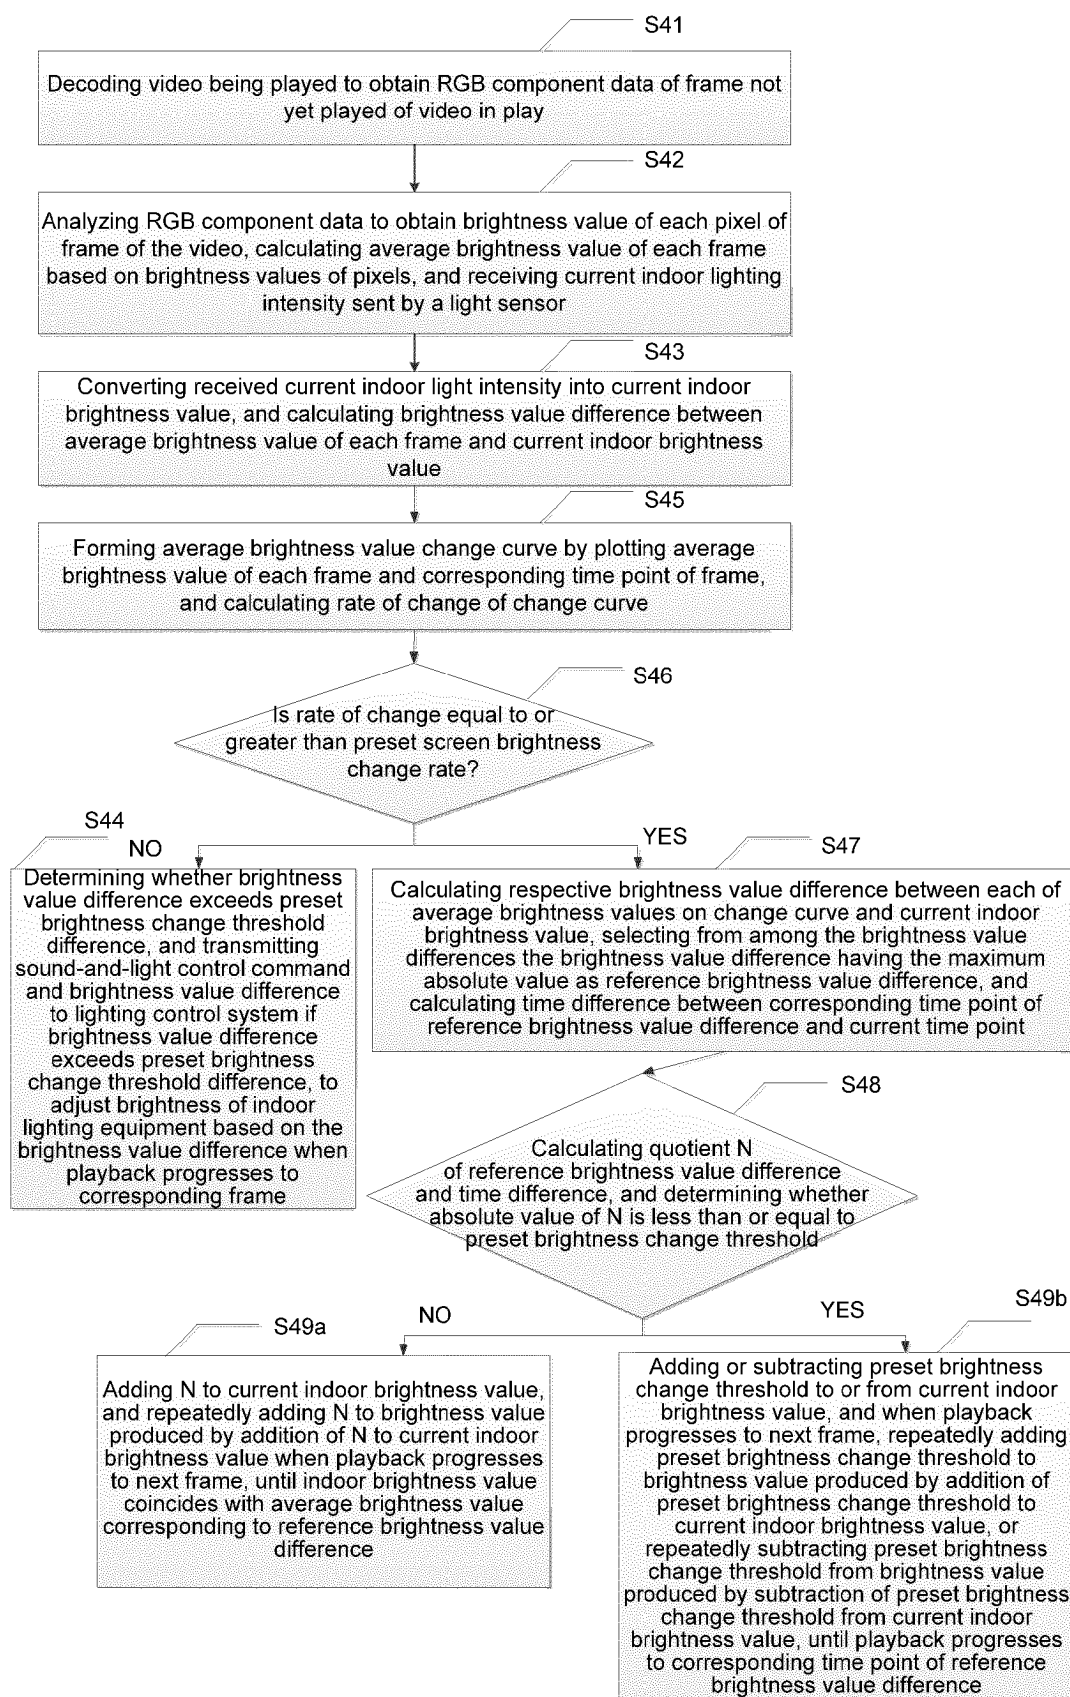 S41
Decoding video being played to obtain RGB component data of frame not
yet played of video in play
S42
Analyzing RGB component data to obtain brightness value of each pixel of
frame of the video, calculating average brightness value of each frame
based on brightness values of pixels, and receiving current indoor lighting
intensity sent by a light sensor
S43
Converting received current indoor light intensity into current indoor
brightness value, and calculating brightness value difference between
average brightness value of each frame and current indoor brightness
value
S45
Forming average brightness value change curve by plotting average
brightness value of each frame and corresponding time point of frame,
and calculating rate of change of change curve
S46
Is rate of change equal to or
greater than preset screen brightness
change rate?
S44
NO
Determining whether brightness
value difference exceeds preset
brightness change threshold
difference, and transmitting
sound-and-light control command
and brightness value difference
to lighting control system if
brightness value difference
exceeds preset brightness
change threshold difference, to
adjust brightness of indoor
lighting equipment based on the
brightness value difference when
playback progresses to
corresponding frame
YES
S47
Calculating respective brightness value difference between each of
average brightness values on change curve and current indoor
brightness value, selecting from among the brightness value
differences the brightness value difference having the maximum
absolute value as reference brightness value difference, and
calculating time difference between corresponding time point of
reference brightness value difference and current time point
S48
Calculating quotient N
of reference brightness value difference
and time difference, and determining whether
absolute value of N is less than or equal to
preset brightness change threshold
NO
S49a
Adding N to current indoor brightness value,
and repeatedly adding N to brightness value
produced by addition of N to current indoor
brightness value when playback progresses
to next frame, until indoor brightness value
coincides with average brightness value
corresponding to reference brightness value
difference
YES
S49b
Adding or subtracting preset brightness
change threshold to or from current indoor
brightness value, and when playback
progresses to next frame, repeatedly adding
preset brightness change threshold to
brightness value produced by addition of
preset brightness change threshold to
current indoor brightness value, or
repeatedly subtracting preset brightness
change threshold from brightness value
produced by subtraction of preset brightness
change threshold from current indoor
brightness value, until playback progresses
to corresponding time point of reference
brightness value difference